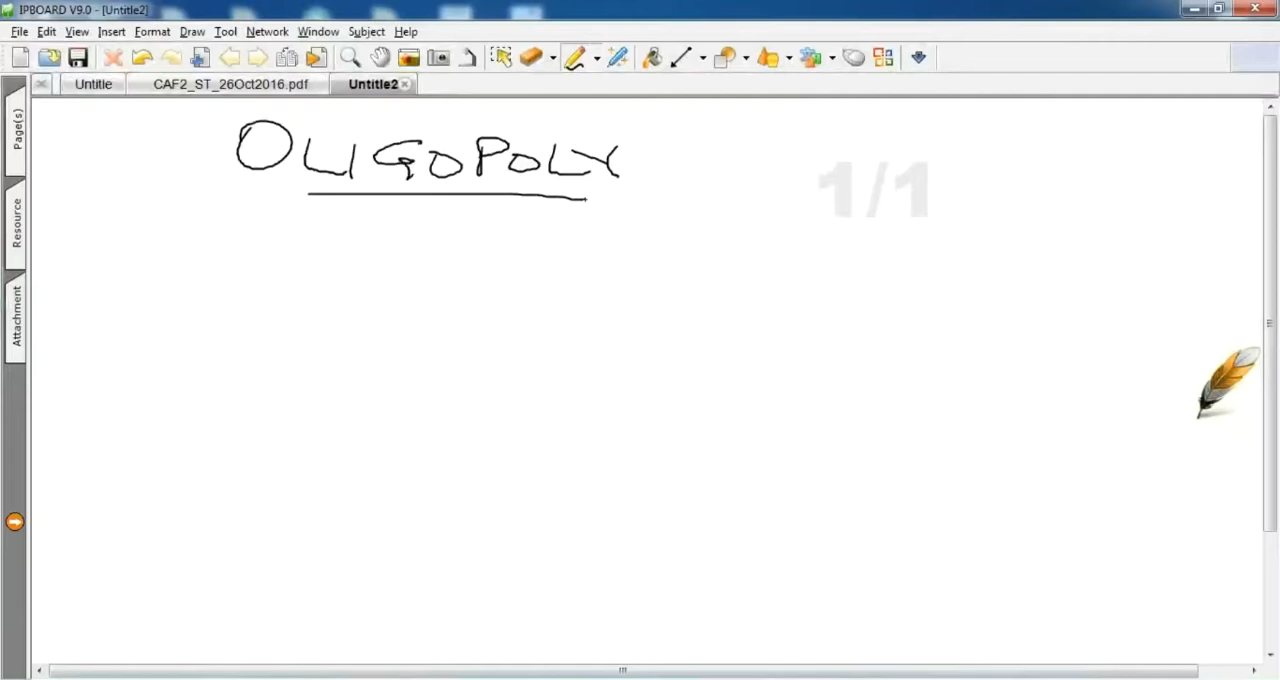 IPBOARD V9.0 - [Untitle2]
File Edit View Insert Format Draw Tool Network Window Subject Help
Untitle CAF2_ST_26Oct2016.pdf Untitle2
Page(s)
Resource
Attachment
OLIGOPOLY
1/1